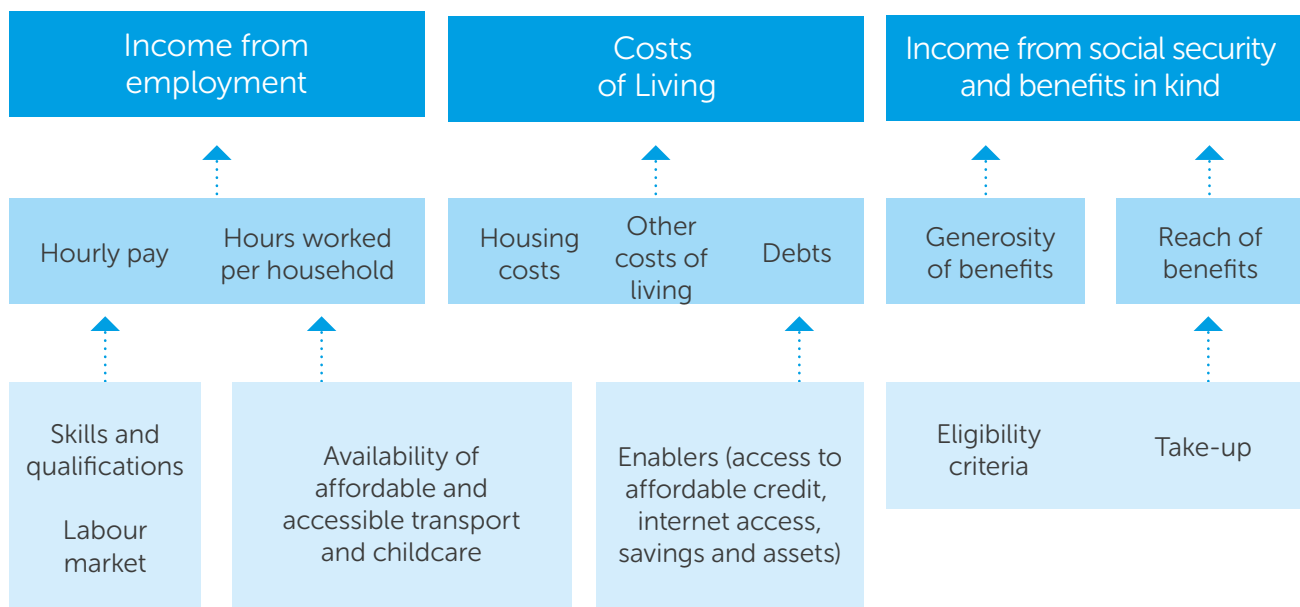 Income from
employment
Costs
of Living
Income from social security
and benefits in kind
Hourly pay
Hours worked
per household
Housing
costs
Other
costs of
living
Debts
Generosity
of benefits
Reach of
benefits
Skills and
qualifications
Labour
market
Availability of
affordable and
accessible transport
and childcare
Enablers (access to
affordable credit,
internet access,
savings and assets)
Eligibility
criteria
Take-up